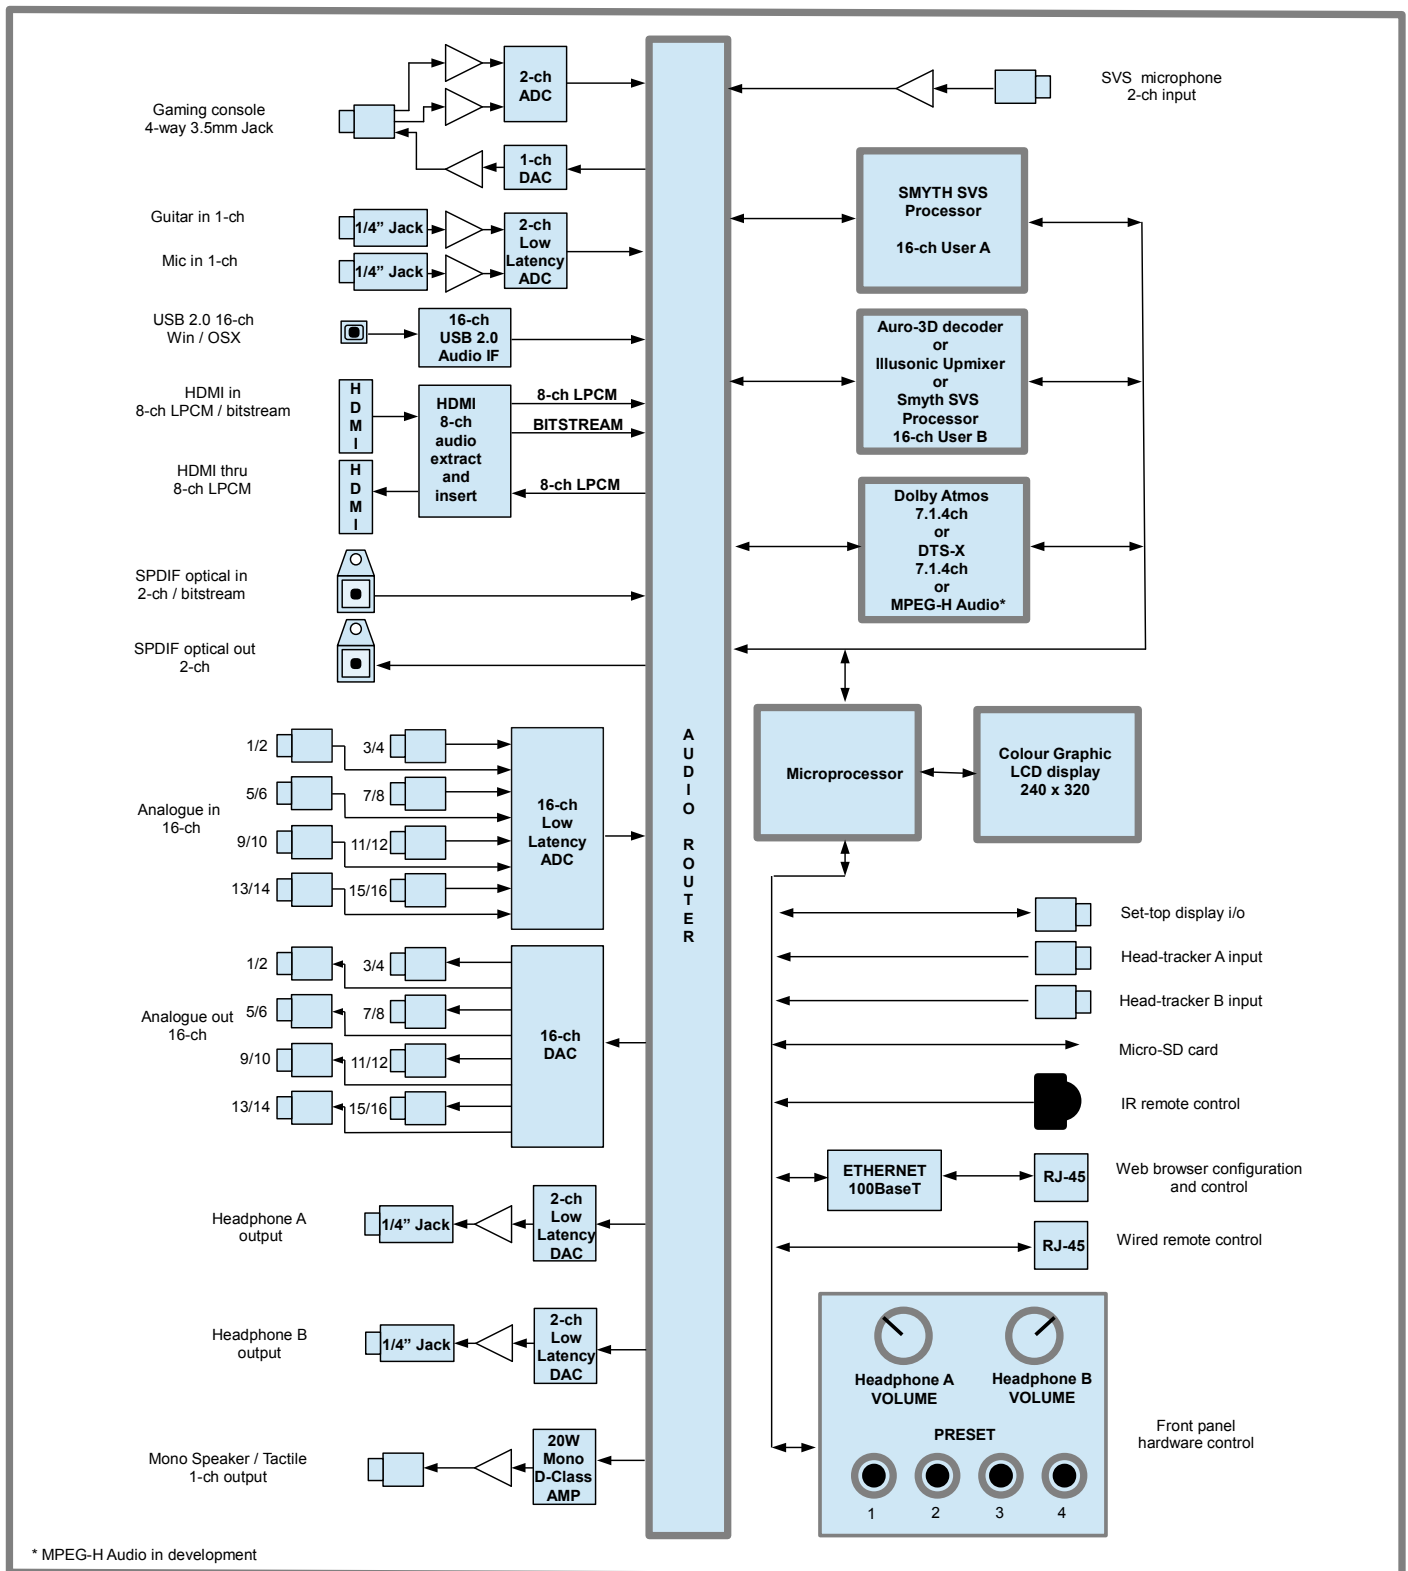 Gaming console
4-way 3.5mm Jack
2-ch
ADC
1-ch
DAC
Guitar in 1-ch
1/4” Jack
Mic in 1-ch
1/4” Jack
2-ch
Low
Latency
ADC
USB 2.0 16-ch
Win / OSX
16-ch
USB 2.0
Audio IF
HDMI in
8-ch LPCM / bitstream
H
D
M
I
HDMI thru
8-ch LPCM
H
D
M
I
HDMI
8-ch
audio
extract
and
insert
8-ch LPCM
BITSTREAM
8-ch LPCM
SPDIF optical in
2-ch / bitstream
SPDIF optical out
2-ch
Analogue in
16-ch
1/2
3/4
5/6
7/8
9/10
11/12
13/14
15/16
16-ch
Low
Latency
ADC
Analogue out
16-ch
1/2
3/4
5/6
7/8
9/10
11/12
13/14
15/16
16-ch
DAC
Headphone A
output
1/4” Jack
2-ch
Low
Latency
DAC
Headphone B
output
1/4” Jack
2-ch
Low
Latency
DAC
Mono Speaker / Tactile
1-ch output
20W
Mono
D-Class
AMP
* MPEG-H Audio in development
A
U
D
I
O
R
O
U
T
E
R
SVS microphone
2-ch input
SMYTH SVS
Processor
16-ch User A
Auro-3D decoder
or
Illusonic Upmixer
or
Smyth SVS
Processor
16-ch User B
Dolby Atmos
7.1.4ch
or
DTS-X
7.1.4ch
or
MPEG-H Audio*
Microprocessor
Colour Graphic
LCD display
240 x 320
Set-top display i/o
Head-tracker A input
Head-tracker B input
Micro-SD card
IR remote control
ETHERNET
100BaseT
RJ-45
Web browser configuration
and control
RJ-45
Wired remote control
Headphone A
VOLUME
Headphone B
VOLUME
PRESET
1
2
3
4
Front panel
hardware control